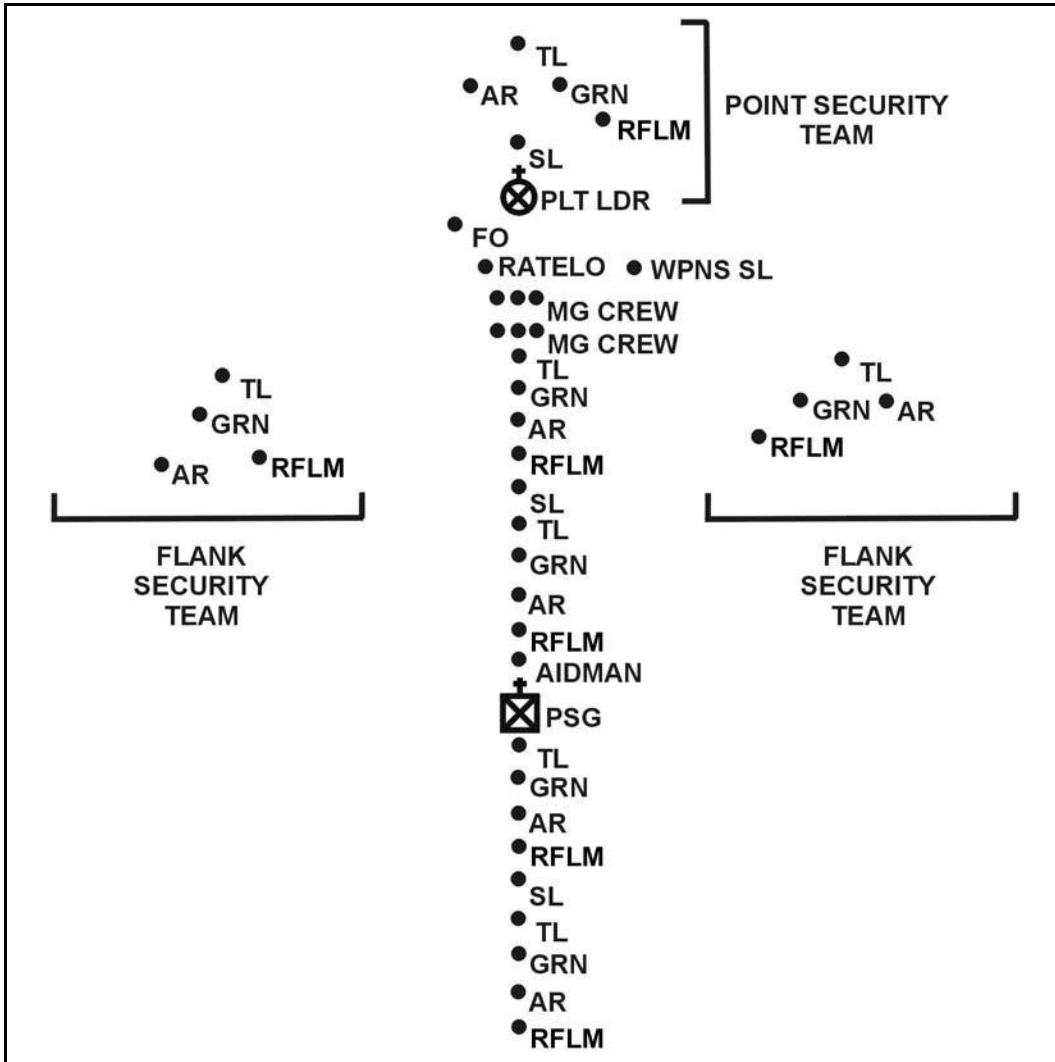 TL
AR
GRN
RFLM
POINT SECURITY
TEAM
SL
PLT LDR
FO
RATELO
WPNS SL
MG CREW
MG CREW
TL
GRN
AR
RFLM
SL
TL
GRN
AR
RFLM
AIDMAN
PSG
TL
GRN
AR
RFLM
SL
TL
GRN
AR
RFLM
TL
GRN
AR
RFLM
FLANK
SECURITY
TEAM
TL
GRN
AR
RFLM
FLANK
SECURITY
TEAM